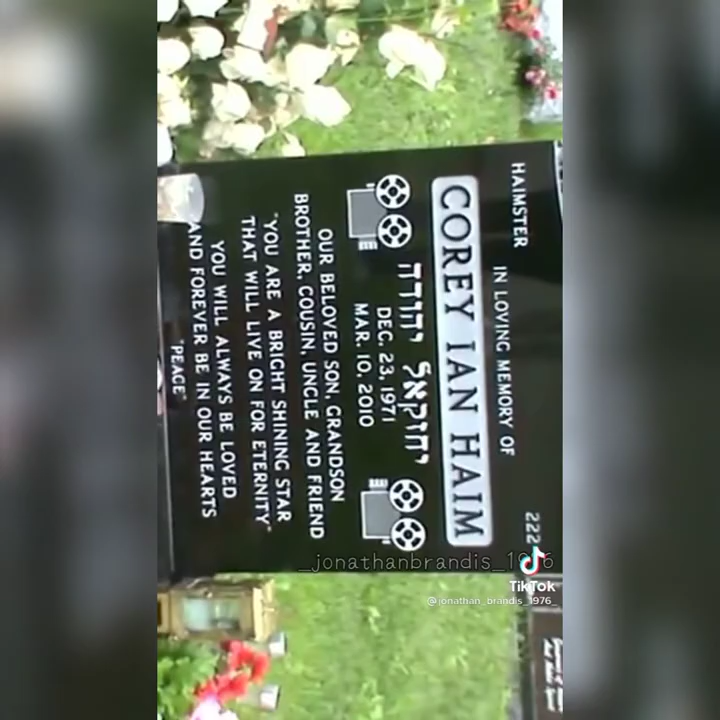 HAIMSTER
222
IN LOVING MEMORY OF
COREY IAN HAIM
יחזקאל יהודה
DEC. 23, 1971
MAR. 10, 2010
OUR BELOVED SON, GRANDSON
BROTHER, COUSIN, UNCLE AND FRIEND
"YOU ARE A BRIGHT SHINING STAR
THAT WILL LIVE ON FOR ETERNITY"
YOU WILL ALWAYS BE LOVED
AND FOREVER BE IN OUR HEARTS
"PEACE"
_jonathanbrandis_1976
TikTok
@jonathan_brandis_1976_